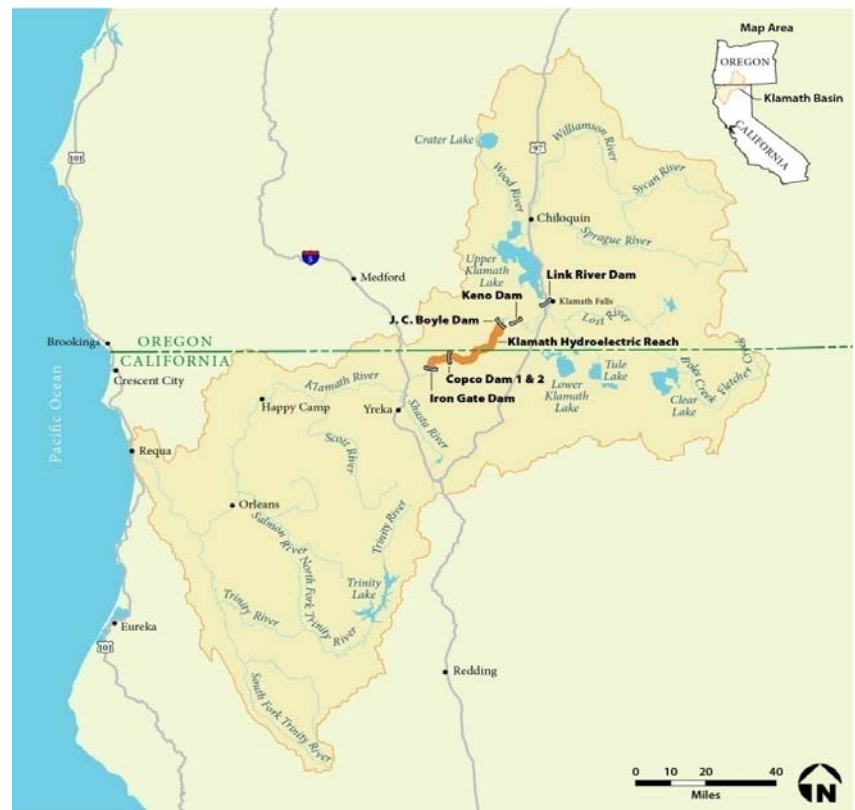 Map Area
OREGON
Klamath Basin
CALIFORNIA
Crater Lake
97
Williamson River
Wood River
Sycan River
101
Chiloquin
Sprague River
5
Medford
Upper
Klamath
Lake
Link River Dam
Keno Dam
Klamath Falls
J. C. Boyle Dam
Lost River
Brookings
OREGON
CALIFORNIA
Klamath Hydroelectric Reach
Crescent City
Klamath River
Copco Dam 1 & 2
Iron Gate Dam
Lower
Klamath
Lake
Tule
Lake
Clear
Lake
Boles Creek
Fletcher Creek
Pacific Ocean
Happy Camp
Yreka
Shasta River
Scott River
Requa
Orleans
Salmon River
Trinity River
North Fork Trinity River
Trinity
Lake
Trinity River
Eureka
101
South Fork Trinity River
Redding
0 10 20 40
Miles
N